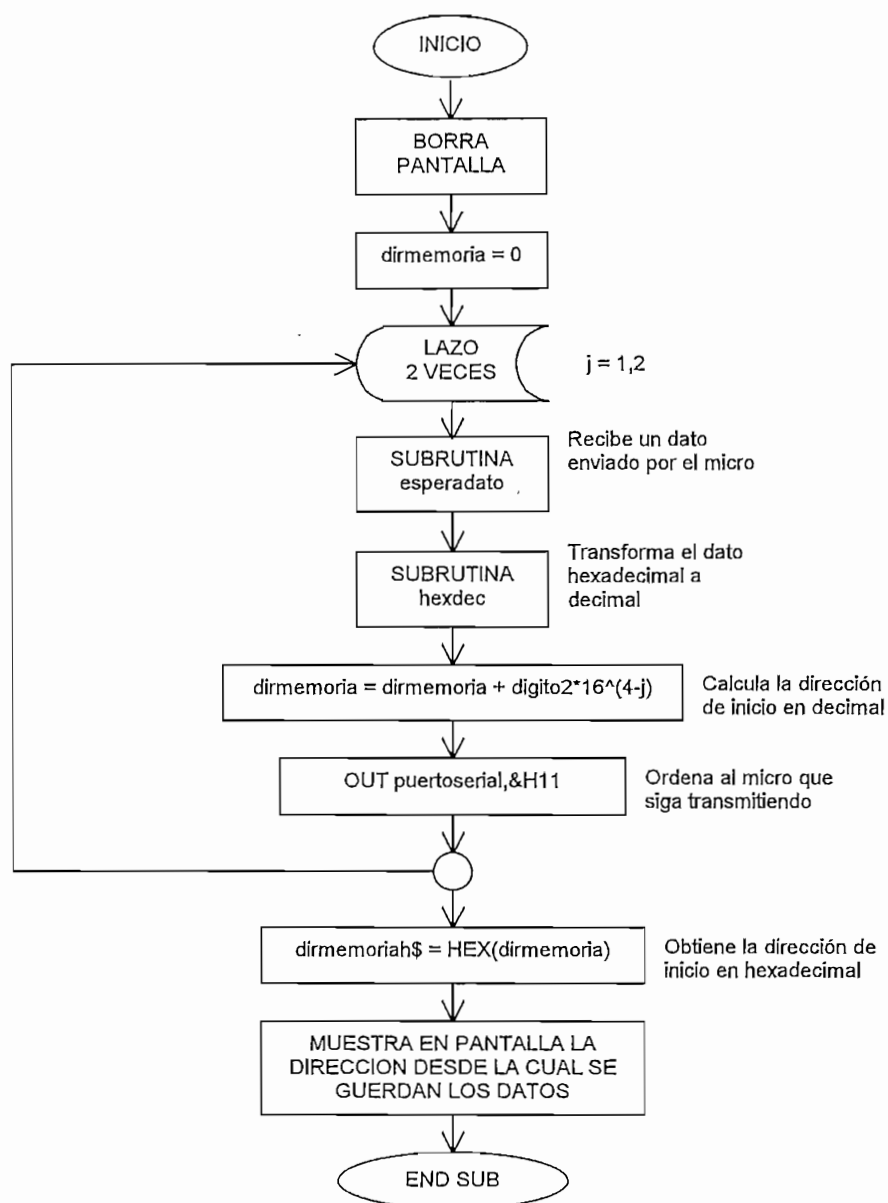 INICIO
BORRA
PANTALLA
dirmemoria = 0
LAZO
2 VECES
j = 1,2
SUBRUTINA
esperadato
Recibe un dato
enviado por el micro
SUBRUTINA
hexdec
Transforma el dato
hexadecimal a
decimal
dirmemoria = dirmemoria + digito2*16^(4-j)
Calcula la dirección
de inicio en decimal
OUT puertoserial,&H11
Ordena al micro que
siga transmitiendo
dirmemoriah$ = HEX(dirmemoria)
Obtiene la dirección de
inicio en hexadecimal
MUESTRA EN PANTALLA LA
DIRECCION DESDE LA CUAL SE
GUERDAN LOS DATOS
END SUB